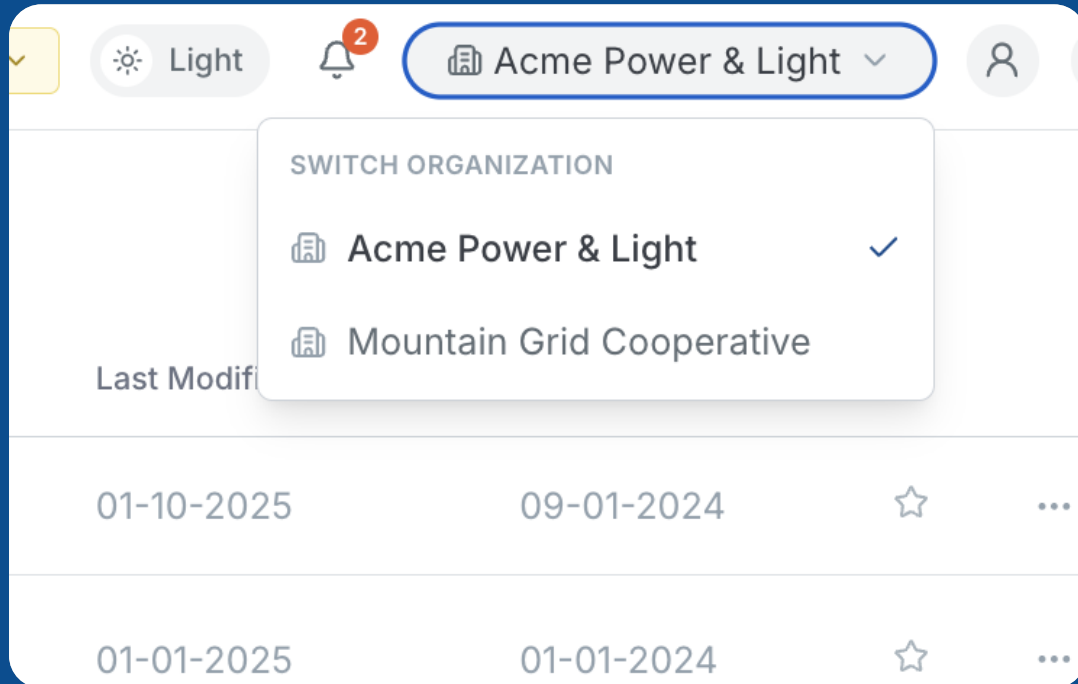 Light
2
Acme Power & Light
SWITCH ORGANIZATION
Acme Power & Light
Mountain Grid Cooperative
Last Modifi
01-10-2025 09-01-2024
01-01-2025 01-01-2024